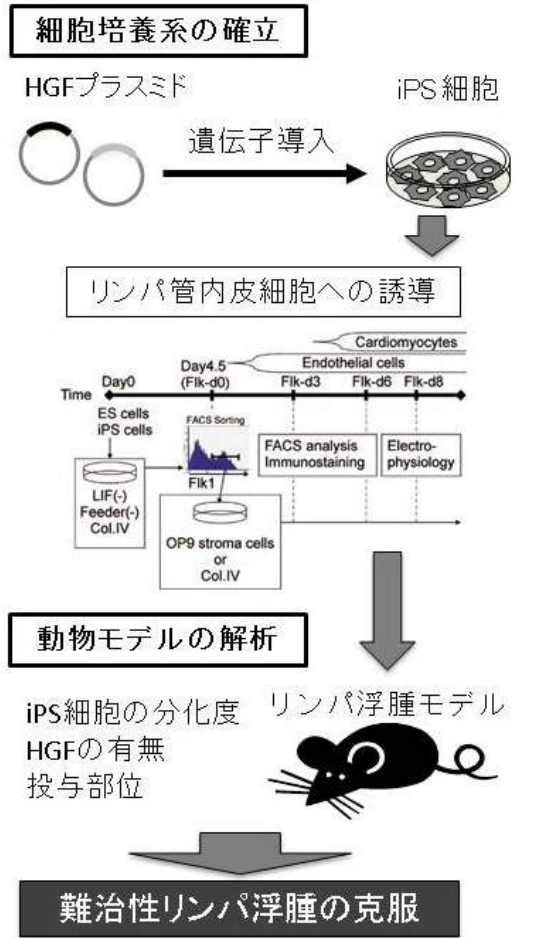 細胞培養系の確立
HGFプラスミド
iPS細胞
遺伝子導入
リンパ管内皮細胞への誘導
Cardiomyocytes
Endothelial cells
Day4.5
(Flk-d0)
Day0
Flk-d3
Flk-d6
Flk-d8
Time
ES cells
iPS cells
FACS Sorting
Flk1
FACS analysis
Immunostaining
Electro-
physiology
LIF(-)
Feeder(-)
Col.IV
OP9 stroma cells
or
Col.IV
動物モデルの解析
iPS細胞の分化度
HGFの有無
投与部位
リンパ浮腫モデル
難治性リンパ浮腫の克服